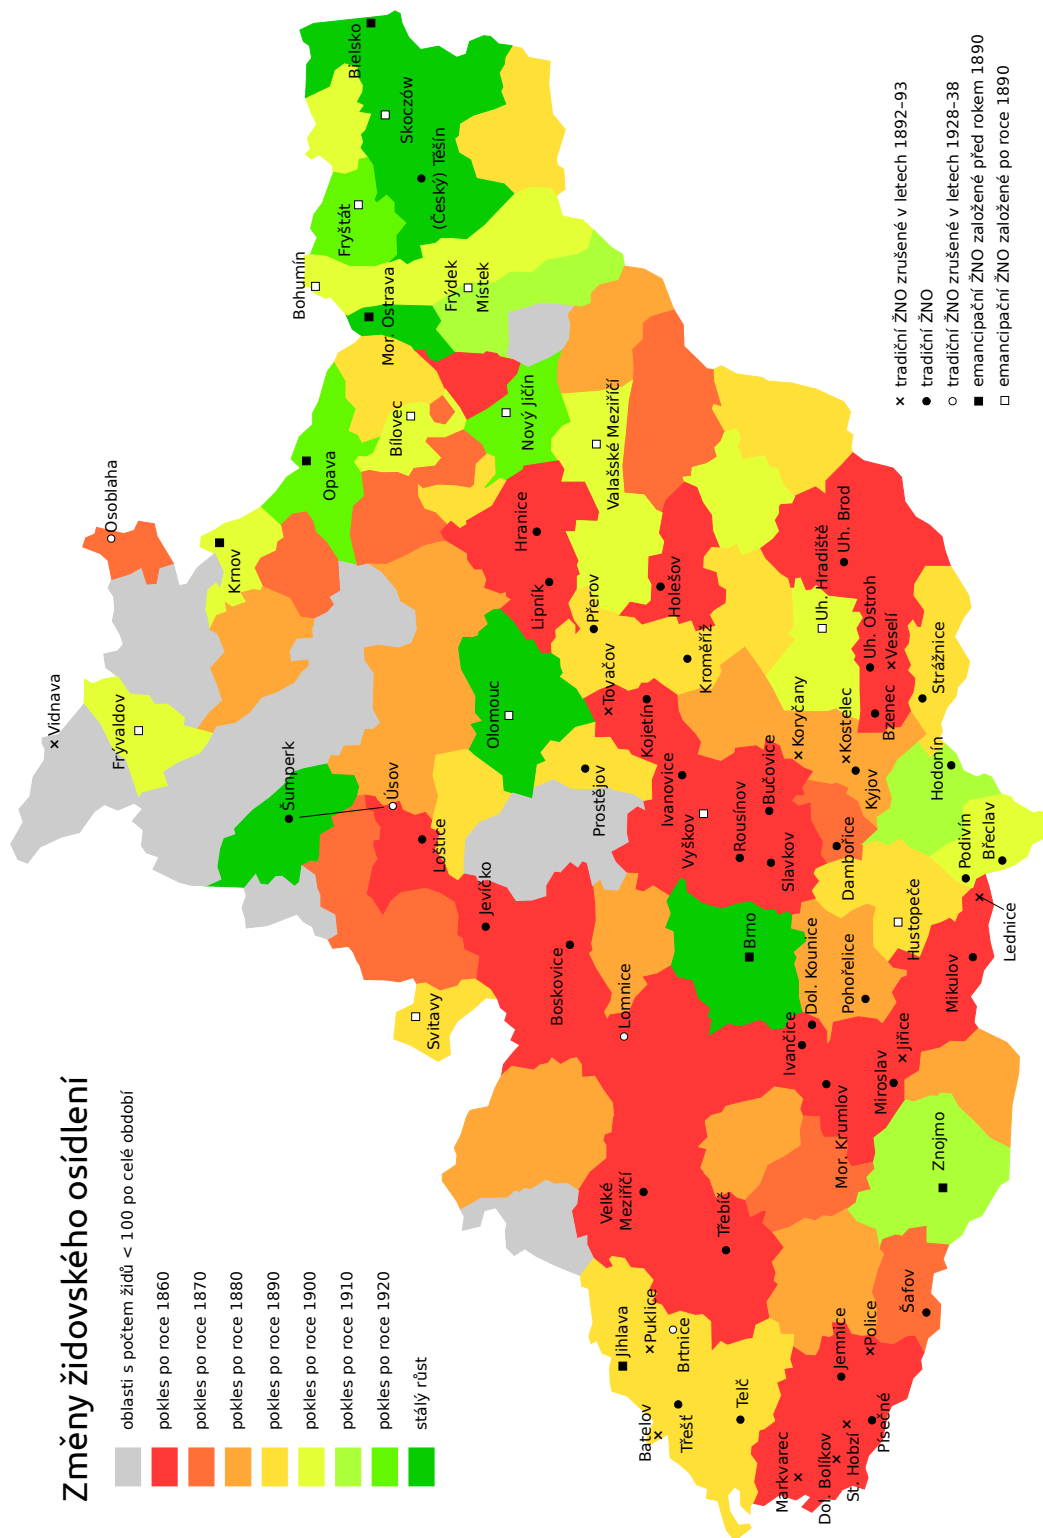 Změny židovského osídlení
oblasti s počtem židů < 100 po celé období
pokles po roce 1860
pokles po roce 1870
pokles po roce 1880
pokles po roce 1890
pokles po roce 1900
pokles po roce 1910
pokles po roce 1920
stálý růst
Vidnava
Frývaldov
Osoblaha
Krnov
Šumperk
Úsov
Loštice
Jevíčko
Svitavy
Opava
Bílovec
Bohumín
Mor. Ostrava
Fryštát
Bielsko
Skoczów
(Český) Těšín
Frýdek
Místek
Nový Jičín
Valašské Meziříčí
Hranice
Lipník
Olomouc
Přerov
Tovačov
Prostějov
Boskovice
Lomnice
Holešov
Kroměříž
Kojetín
Ivanovice
Vyškov
Rousínov
Bučovice
Slavkov
Brno
Velké
Meziříčí
Třebíč
Jihlava
Puklice
Brtnice
Batelov
Třešť
Telč
Markvarec
Dol. Bolíkov
St. Hobzí
Písečné
Jemnice
Police
Šafov
Znojmo
Mor. Krumlov
Miroslav
Jiřice
Ivančice
Dol. Kounice
Pohořelice
Hustopeče
Mikulov
Lednice
Podivín
Břeclav
Hodonín
Dambořice
Kyjov
Kostelec
Koryčany
Bzenec
Strážnice
Veselí
Uh. Ostroh
Uh. Hradiště
Uh. Brod
× tradiční ŽNO zrušené v letech 1892–93
● tradiční ŽNO
○ tradiční ŽNO zrušené v letech 1928–38
■ emancipační ŽNO založené před rokem 1890
□ emancipační ŽNO založené po roce 1890